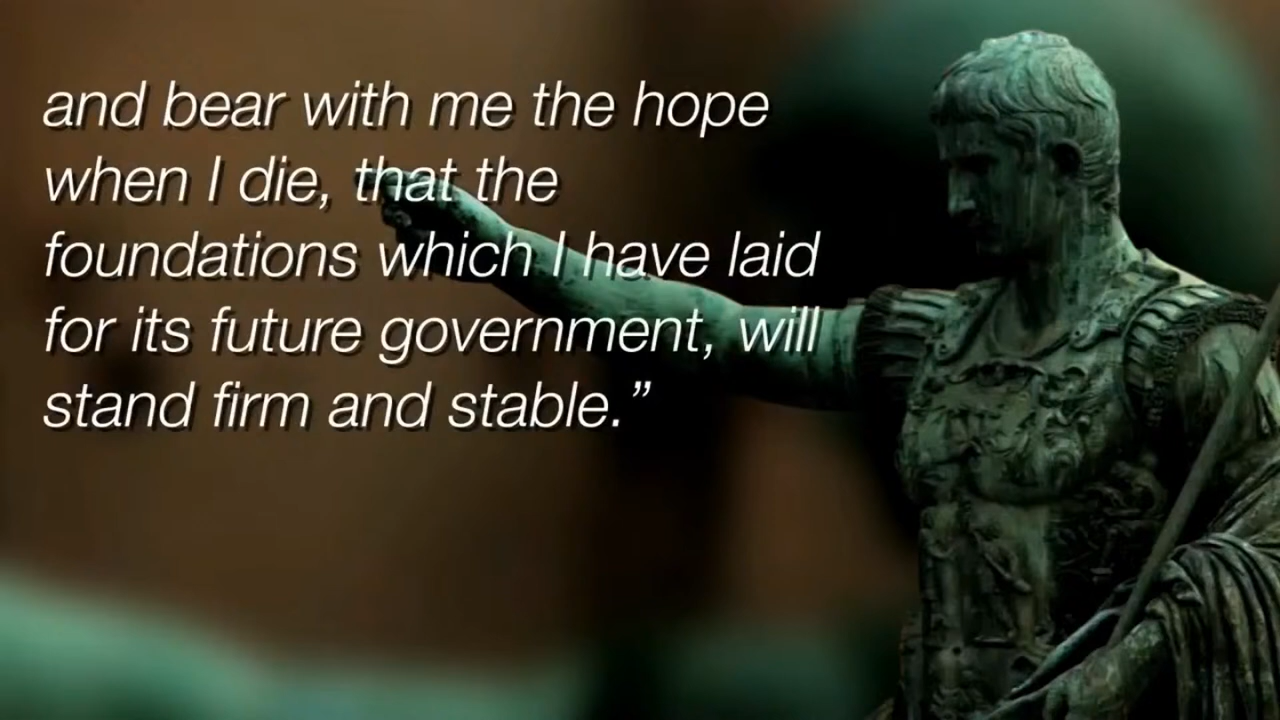 and bear with me the hope
when I die, that the
foundations which I have laid
for its future government, will
stand firm and stable.”